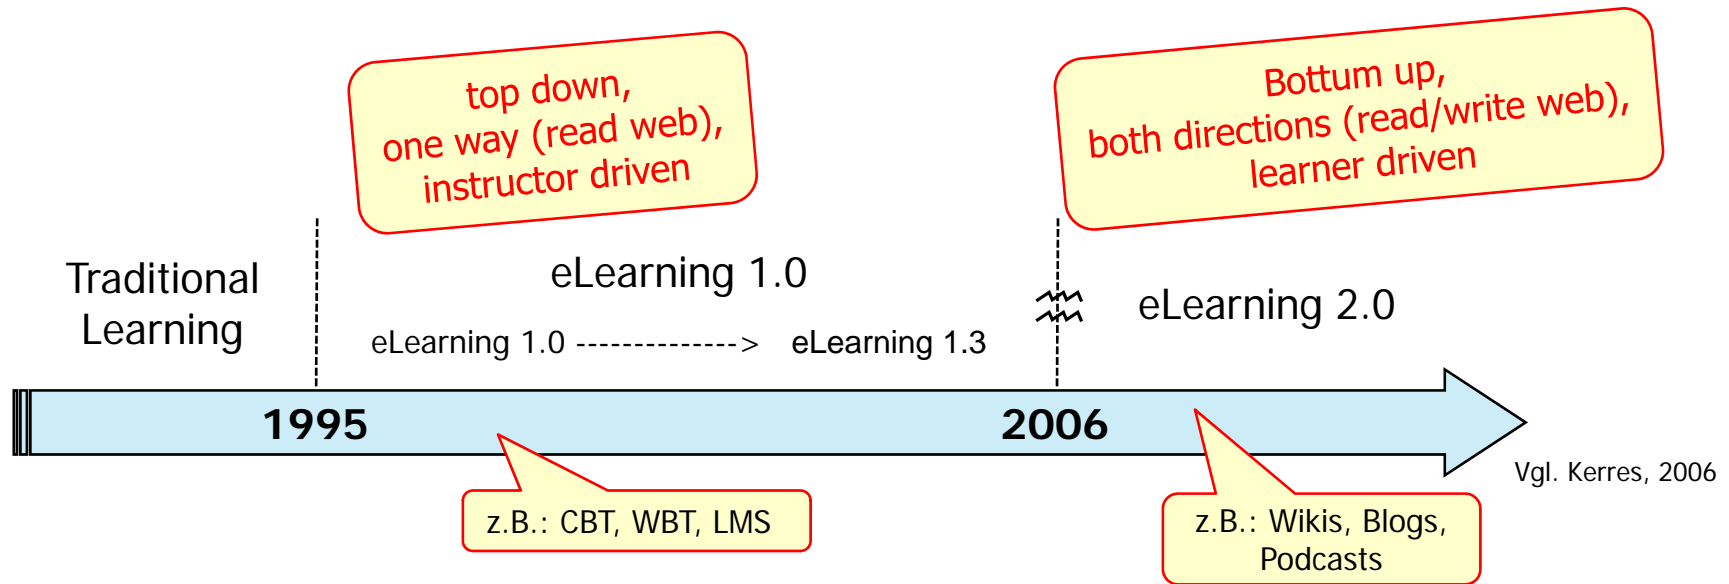 top down,
one way (read web),
instructor driven
Bottum up,
both directions (read/write web),
learner driven
Traditional
Learning
eLearning 1.0
eLearning 1.0 --------------> eLearning 1.3
eLearning 2.0
1995
2006
Vgl. Kerres, 2006
z.B.: CBT, WBT, LMS
z.B.: Wikis, Blogs,
Podcasts